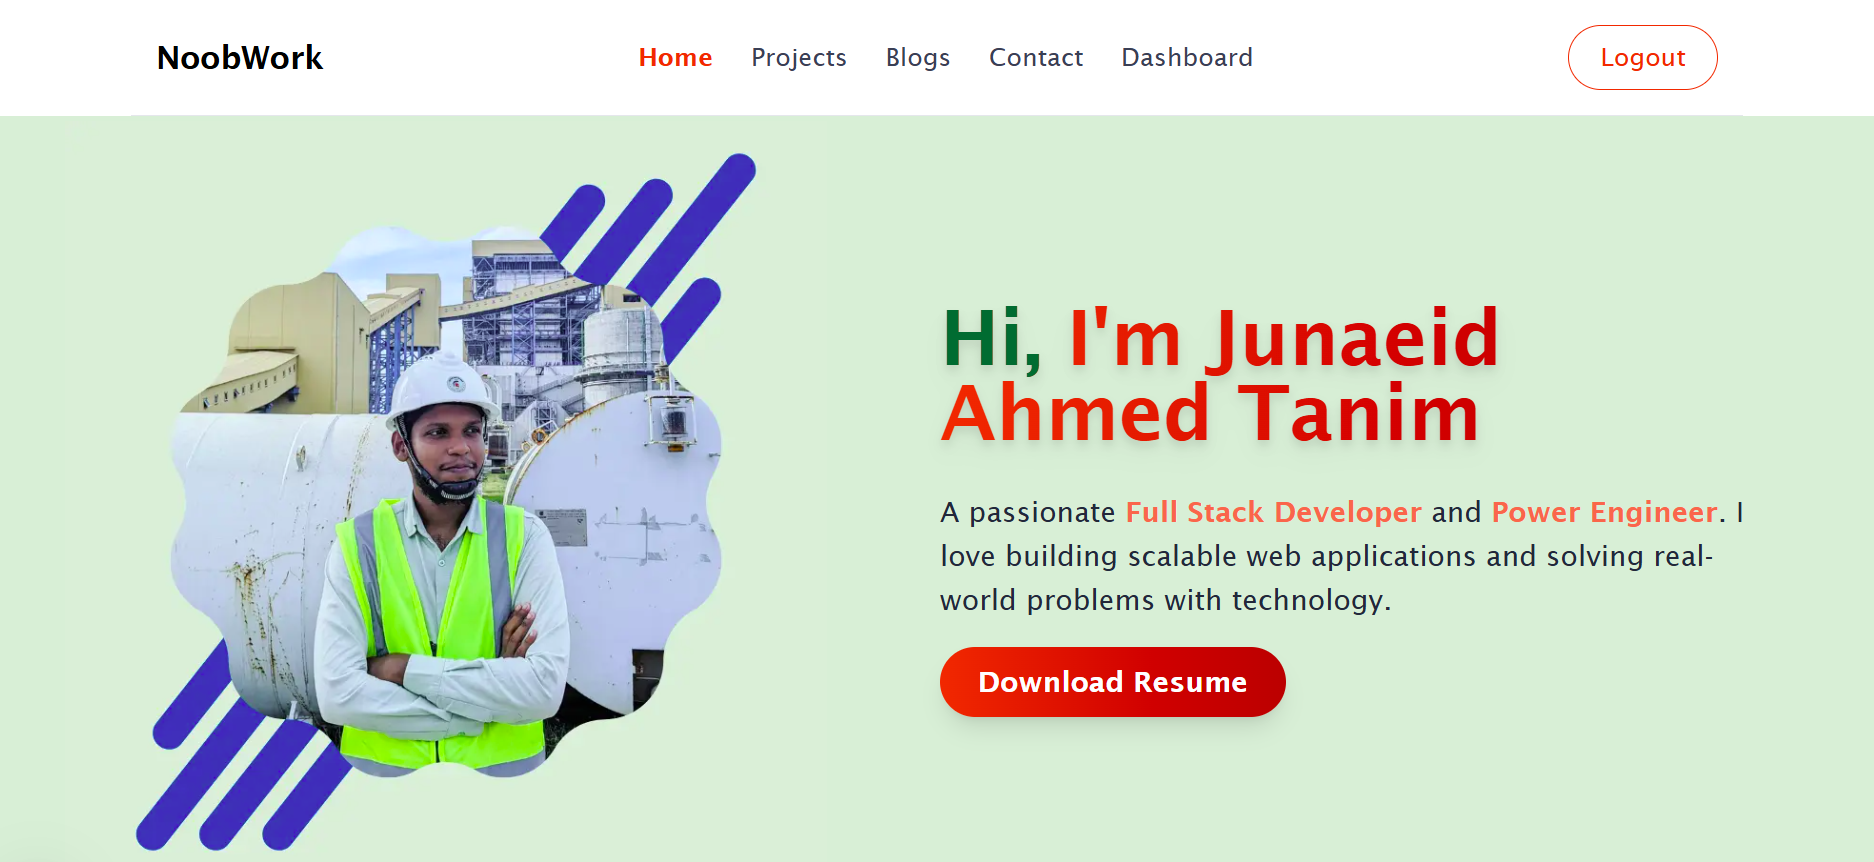 NoobWork
Home Projects Blogs Contact Dashboard
Logout
Hi, I'm Junaeid
Ahmed Tanim
A passionate Full Stack Developer and Power Engineer. I
love building scalable web applications and solving real-
world problems with technology.
Download Resume